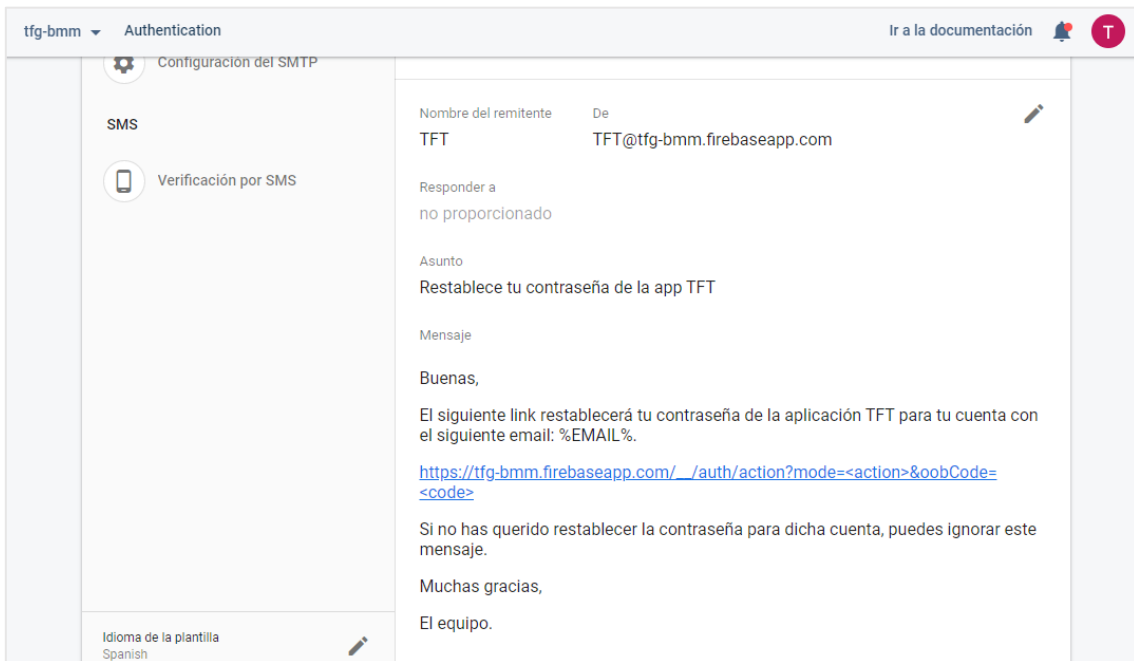 tfg-bmm Authentication Ir a la documentación T
Configuración del SMTP
SMS
Verificación por SMS
Nombre del remitente De
TFT TFT@tfg-bmm.firebaseapp.com
Responder a
no proporcionado
Asunto
Restablece tu contraseña de la app TFT
Mensaje
Buenas,
El siguiente link restablecerá tu contraseña de la aplicación TFT para tu cuenta con
el siguiente email: %EMAIL%.
https://tfg-bmm.firebaseapp.com/__/auth/action?mode=<action>&oobCode=
<code>
Si no has querido restablecer la contraseña para dicha cuenta, puedes ignorar este
mensaje.
Muchas gracias,
El equipo.
Idioma de la plantilla
Spanish